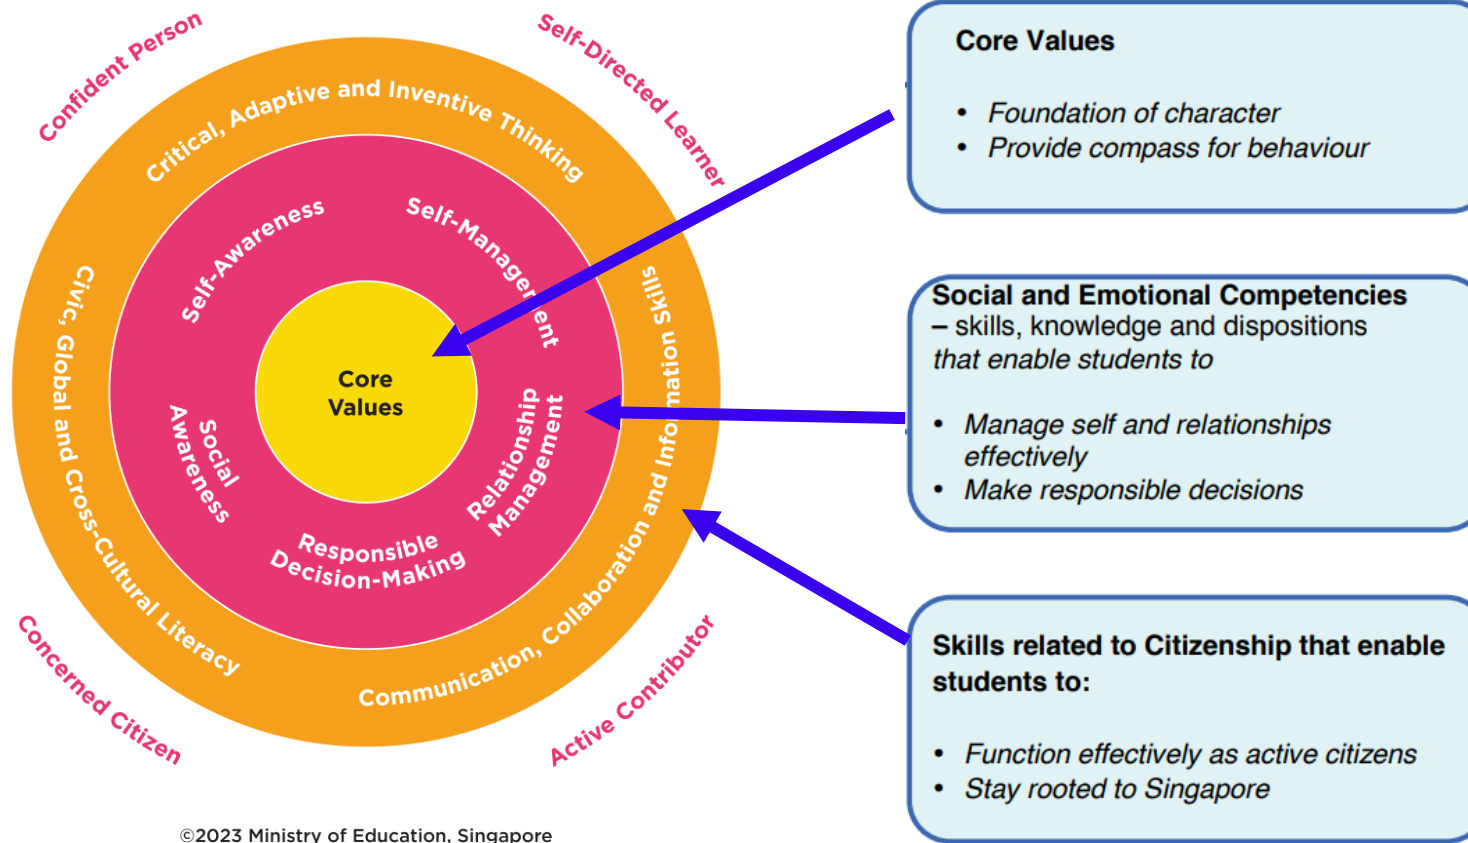 Confident Person
Self-Directed Learner
Critical, Adaptive and Inventive Thinking
Self-Awareness
Self-Management
Civic, Global and Cross-Cultural Literacy
Communication, Collaboration and Information Skills
Core
Values
Social
Awareness
Relationship
Management
Responsible
Decision-Making
Concerned Citizen
Active Contributor
©2023 Ministry of Education, Singapore
Core Values
• Foundation of character
• Provide compass for behaviour
Social and Emotional Competencies
– skills, knowledge and dispositions
that enable students to
• Manage self and relationships
effectively
• Make responsible decisions
Skills related to Citizenship that enable
students to:
• Function effectively as active citizens
• Stay rooted to Singapore